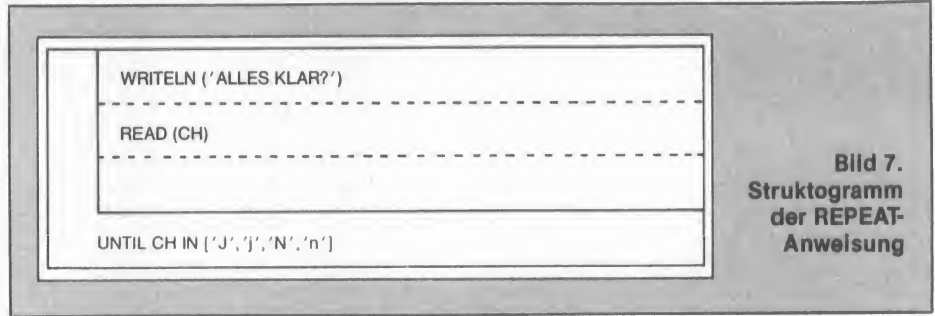 WRITELN ('ALLES KLAR?')
READ (CH)
UNTIL CH IN ['J','j','N','n']
Bild 7.
Struktogramm
der REPEAT-
Anweisung